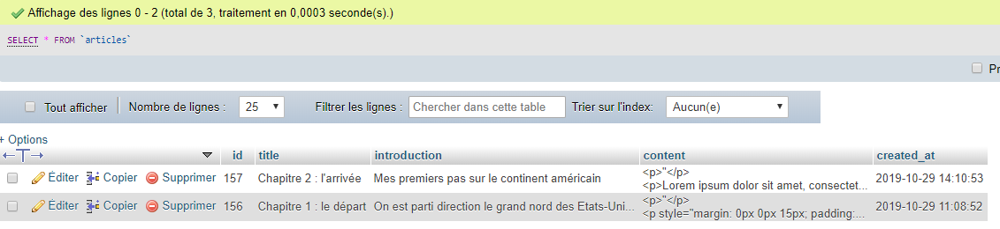 Affichage des lignes 0 - 2 (total de 3, traitement en 0,0003 seconde(s).)
SELECT * FROM `articles`
Pr
Tout afficher Nombre de lignes : 25 Filtrer les lignes : Chercher dans cette table Trier sur l'index: Aucun(e)
+ Options
←T→ id title introduction content created_at
<p>"</p>
Éditer Copier Supprimer 157 Chapitre 2 : l'arrivée Mes premiers pas sur le continent américain 2019-10-29 14:10:53
<p>Lorem ipsum dolor sit amet, consectet...
<p>"</p>
Éditer Copier Supprimer 156 Chapitre 1 : le départ On est parti direction le grand nord des Etats-Uni... 2019-10-29 11:08:52
<p style="margin: 0px 0px 15px; padding:...